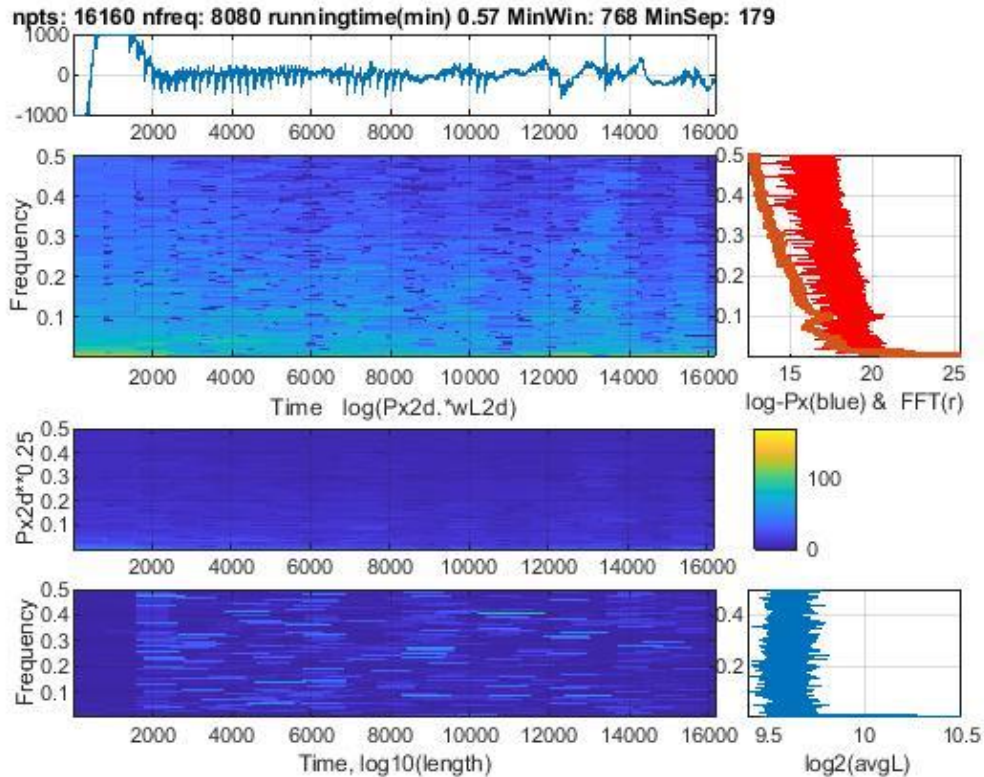 npts: 16160 nfreq: 8080 runningtime(min) 0.57 MinWin: 768 MinSep: 179
1000
0
-1000
2000 4000 6000 8000 10000 12000 14000 16000
Frequency
0.5
0.4
0.3
0.2
0.1
2000 4000 6000 8000 10000 12000 14000 16000
Time log(Px2d.*wL2d)
0.5
0.4
0.3
0.2
0.1
15 20 25
log-Px(blue) & FFT(r)
Px2d**0.25
0.5
0.4
0.3
0.2
0.1
2000 4000 6000 8000 10000 12000 14000 16000
100
0
Frequency
0.5
0.4
0.3
0.2
0.1
2000 4000 6000 8000 10000 12000 14000 16000
Time, log10(length)
0.4
0.2
9.5 10 10.5
log2(avgL)